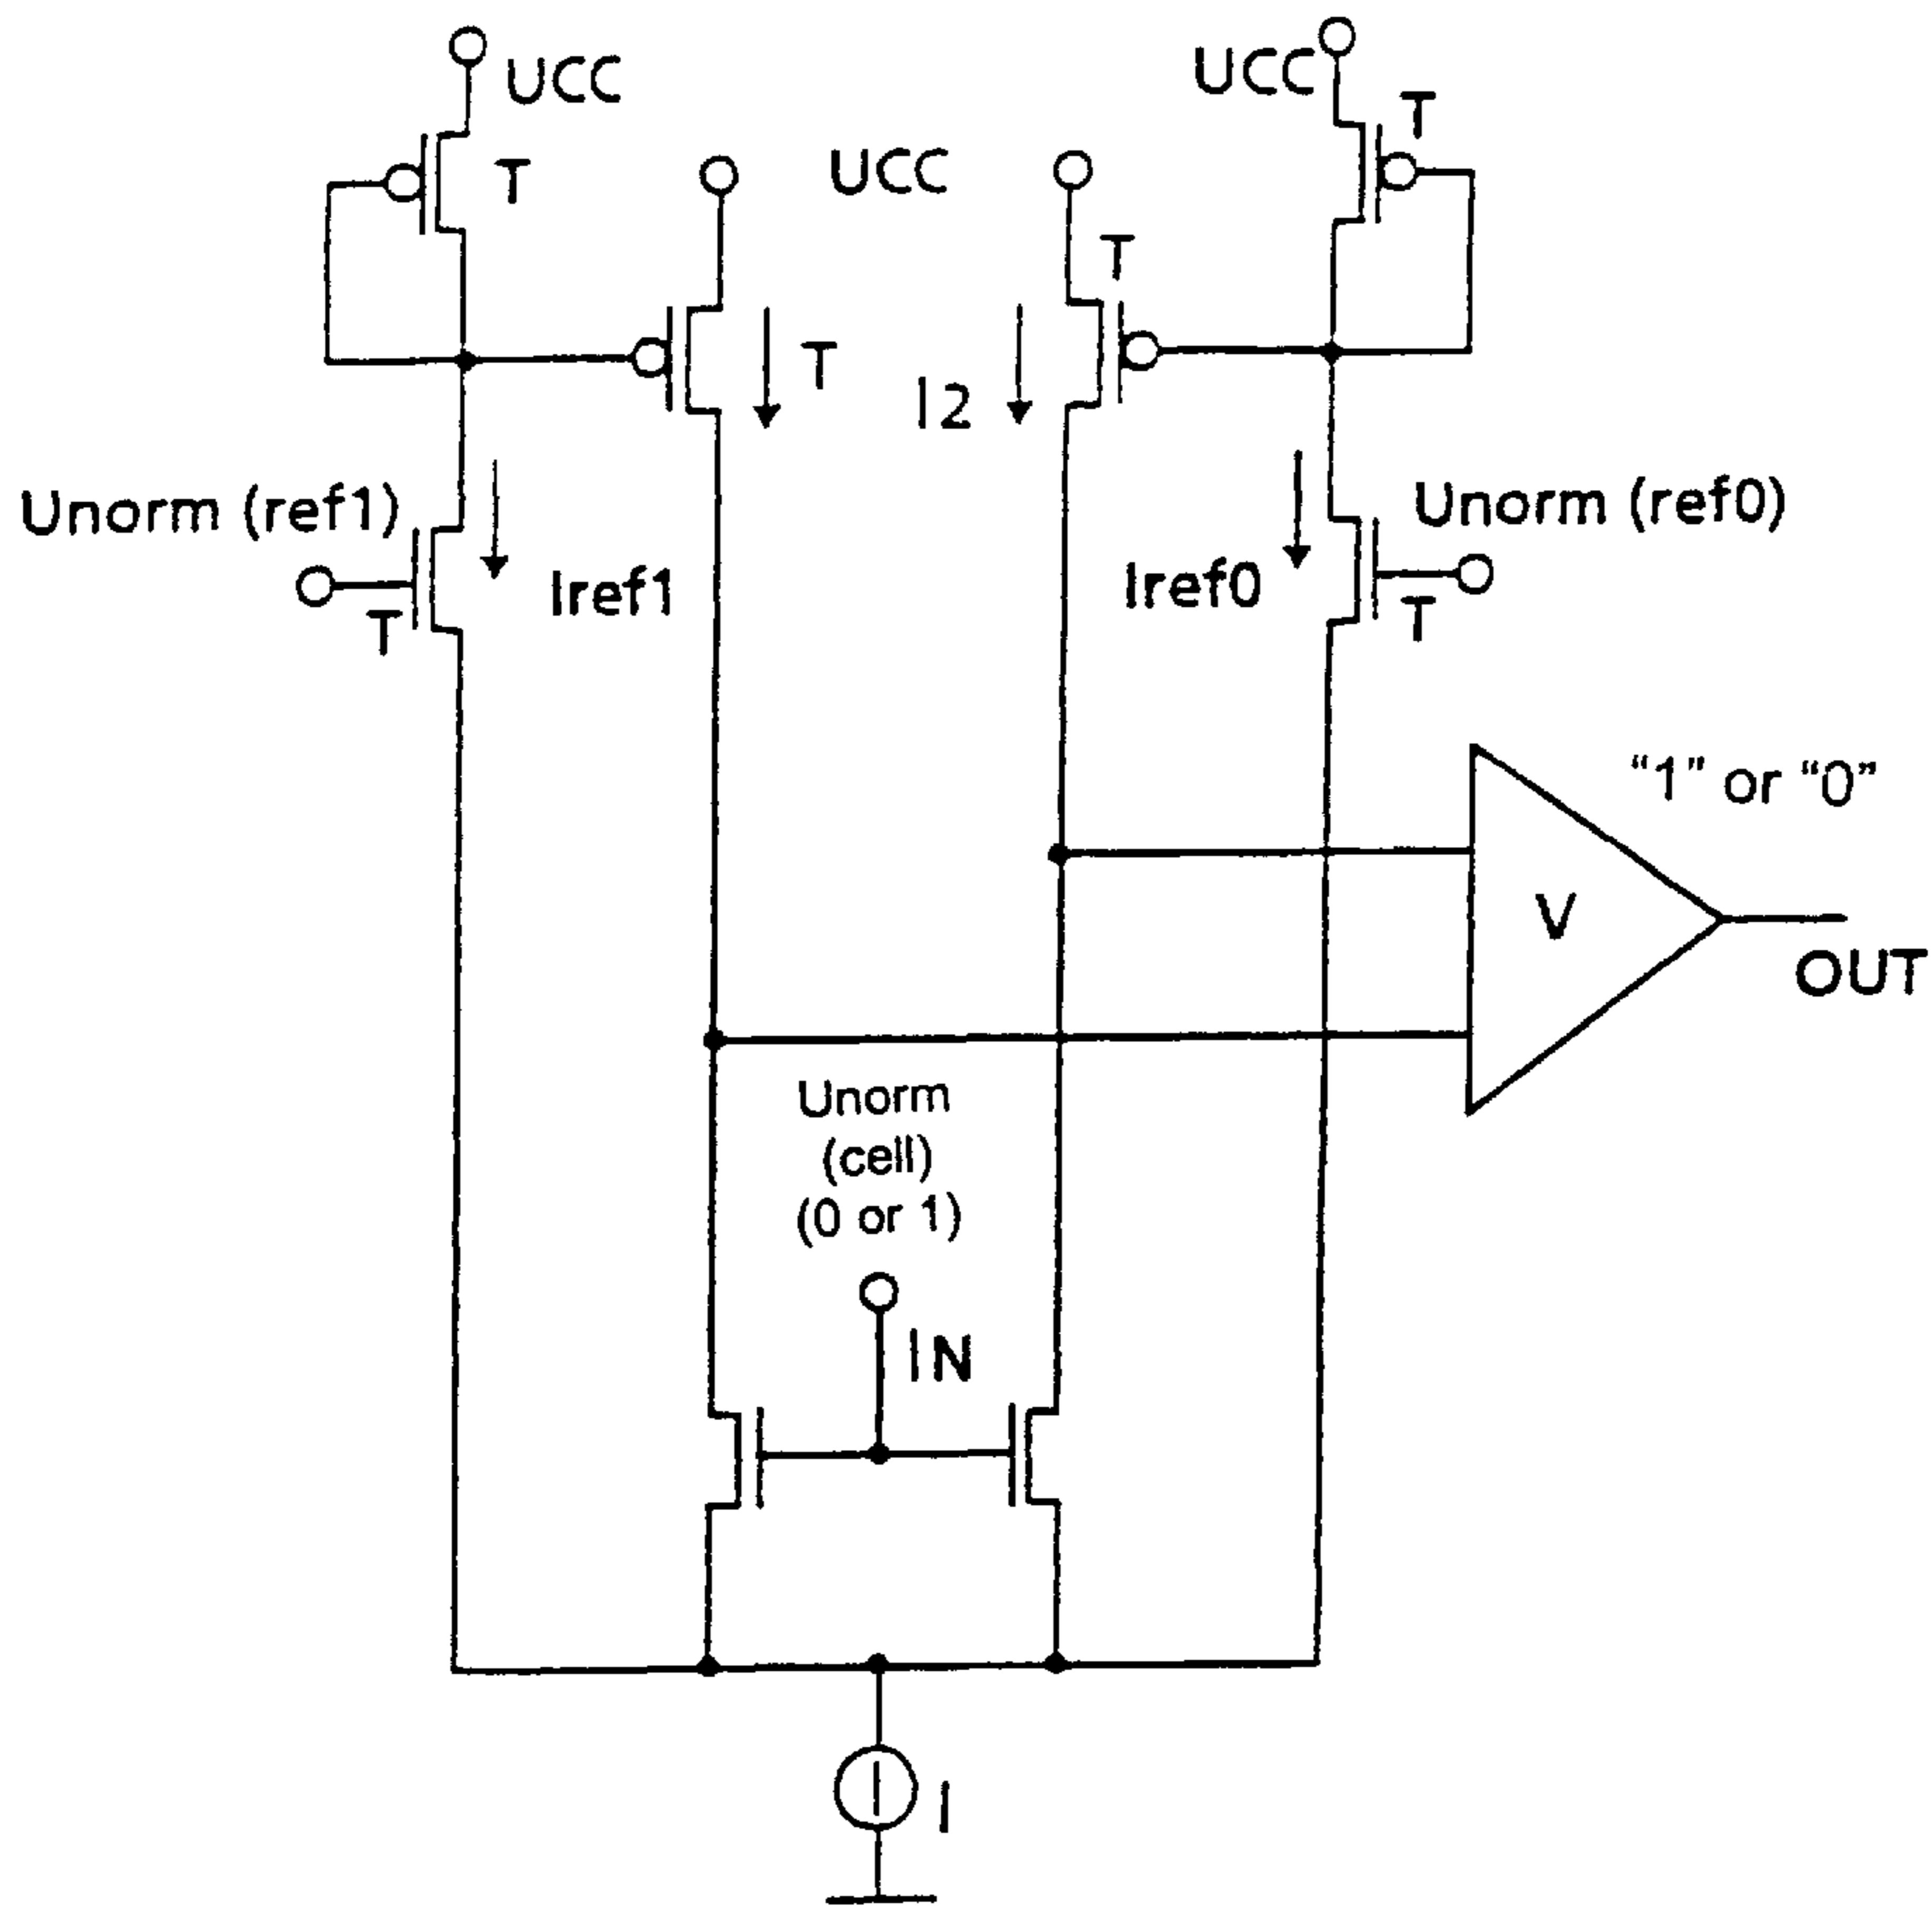 UCC
UCC
T
T
UCC
T
T
I2
Unorm (ref1)
Unorm (ref0)
Iref1
Iref0
T
T
“1” or “0”
V
OUT
Unorm
(cell)
(0 or 1)
IN
I